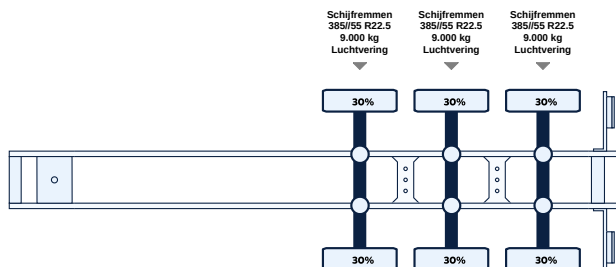 Schijfremmen
385//55 R22.5
9.000 kg
Luchtvering
Schijfremmen
385//55 R22.5
9.000 kg
Luchtvering
Schijfremmen
385//55 R22.5
9.000 kg
Luchtvering
30%
30%
30%
30%
30%
30%